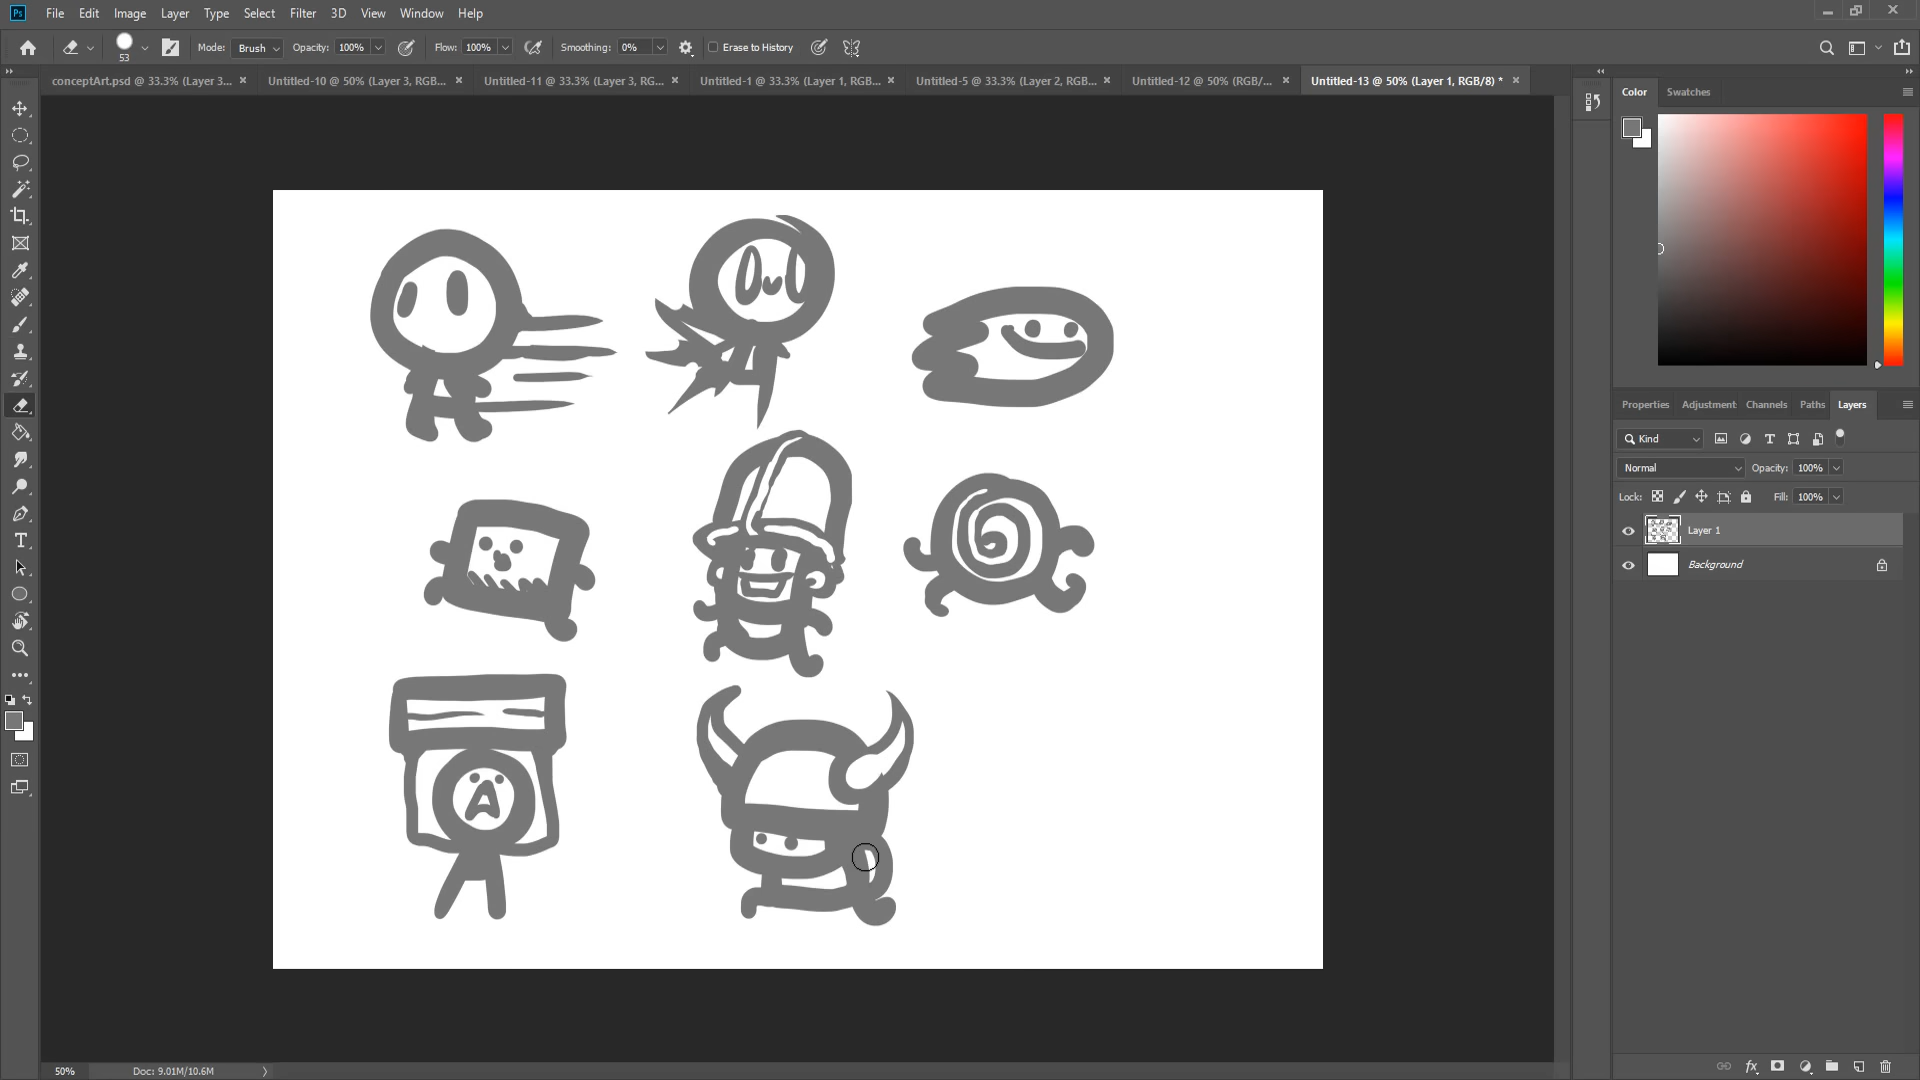 Ps File Edit Image Layer Type Select Filter 3D View Window Help
53 Mode: Brush Opacity: 100% Flow: 100% Smoothing: 0% Erase to History
conceptArt.psd @ 33.3% (Layer 3... Untitled-10 @ 50% (Layer 3, RGB... Untitled-11 @ 33.3% (Layer 3, RG... Untitled-1 @ 33.3% (Layer 1, RGB... Untitled-5 @ 33.3% (Layer 2, RGB... Untitled-12 @ 50% (RGB/... Untitled-13 @ 50% (Layer 1, RGB/8) *
Color Swatches
Properties Adjustment Channels Paths Layers
Kind
Normal Opacity: 100%
Lock: Fill: 100%
Layer 1
Background
50% Doc: 9.01M/10.6M